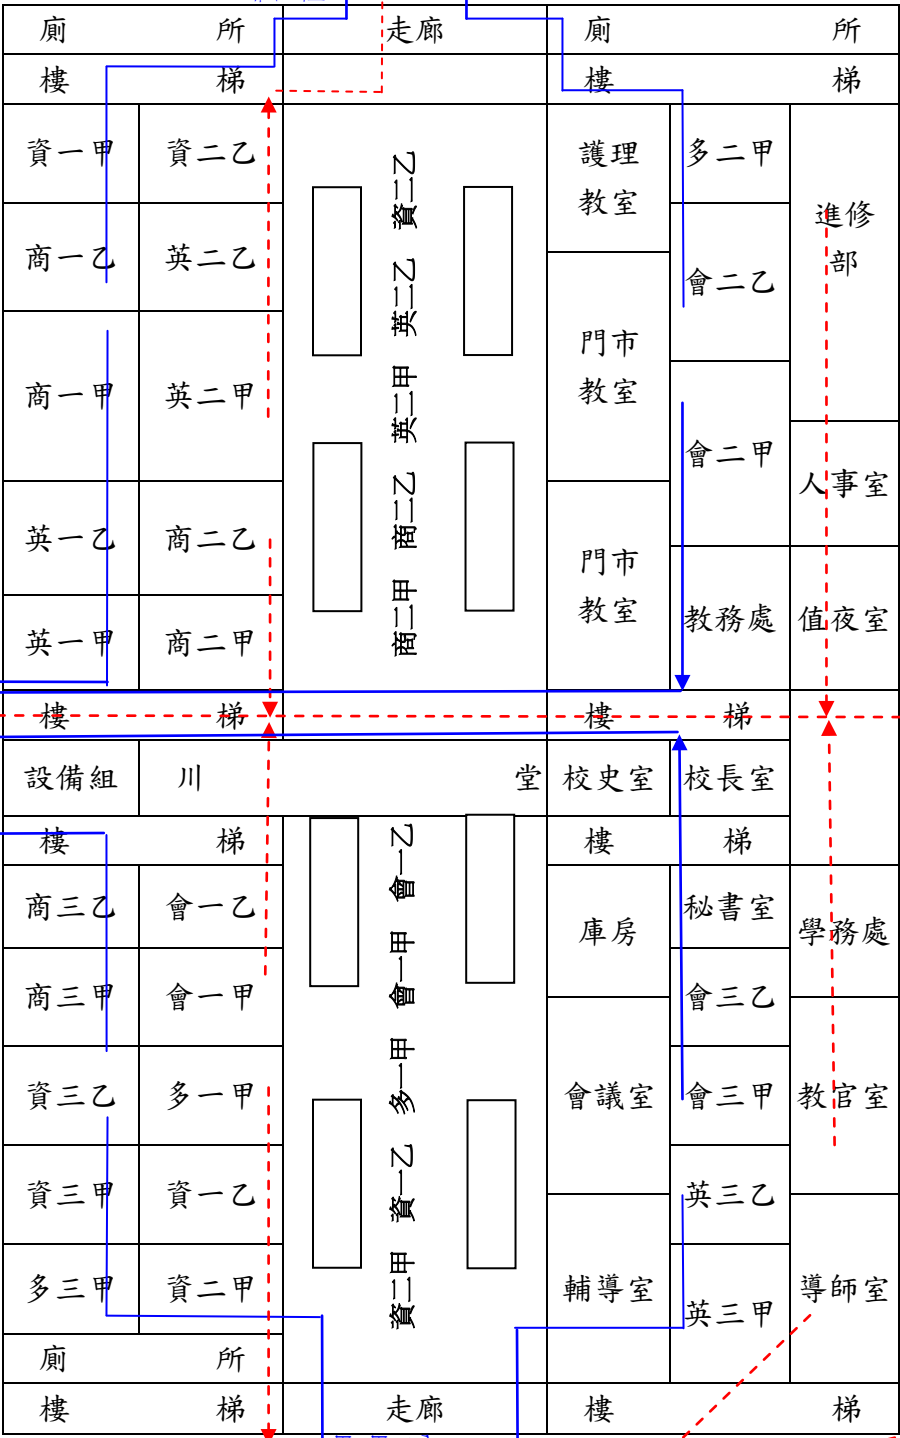 廁 所 走廊 廁 所
樓 梯 樓 梯
資一甲 資二乙 護理教室 多二甲 進修部
商一乙 英二乙 會二乙
商一甲 英二甲 門市教室 會二甲
人事室
英一乙 商二乙 門市教室
英一甲 商二甲 教務處 值夜室
商二甲 商二乙 英二甲 英二乙 資二乙
樓 梯 樓 梯
設備組 川 堂 校史室 校長室
樓 梯 樓 梯
商三乙 會一乙 庫房 秘書室 學務處
商三甲 會一甲 會三乙
資三乙 多一甲 會議室 會三甲 教官室
資三甲 資一乙 英三乙
多三甲 資二甲 輔導室 英三甲 導師室
資二甲 資一乙 多一甲 會一甲 會一乙
廁 所
樓 梯 走廊 樓 梯